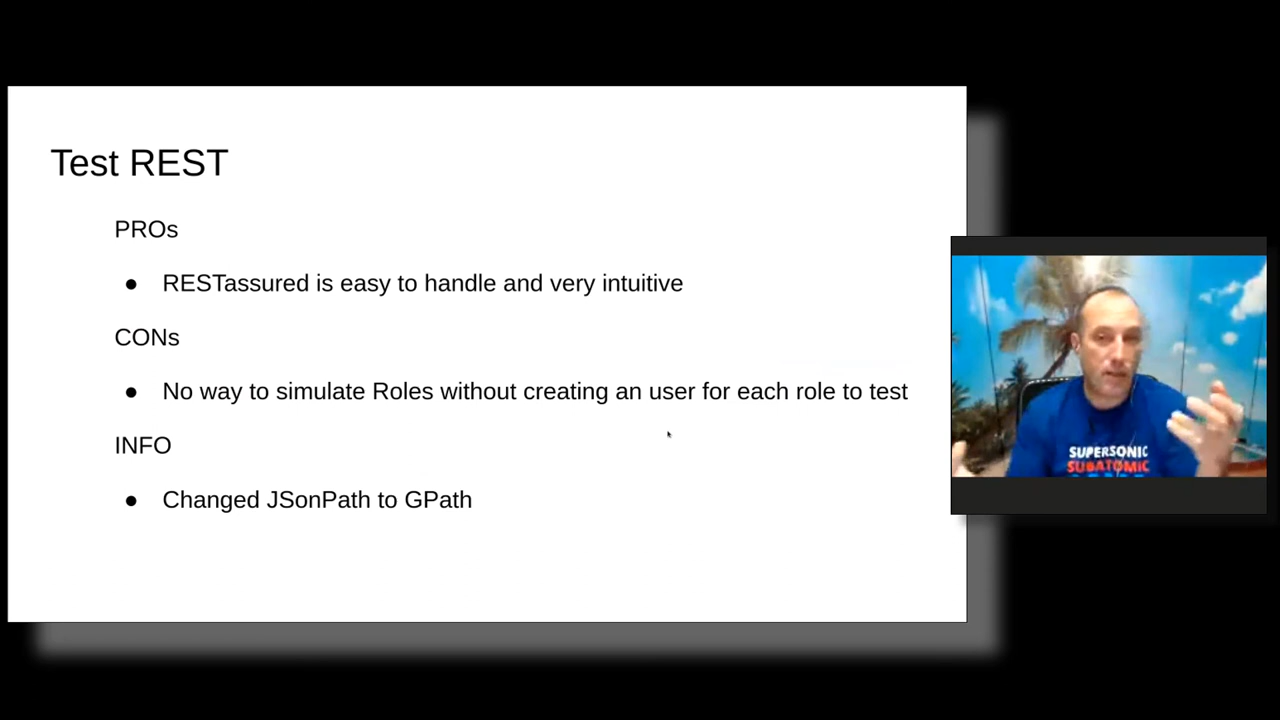 Test REST
PROs
● RESTassured is easy to handle and very intuitive
CONs
● No way to simulate Roles without creating an user for each role to test
INFO
● Changed JSonPath to GPath
SUPERSONIC
SUBATOMIC